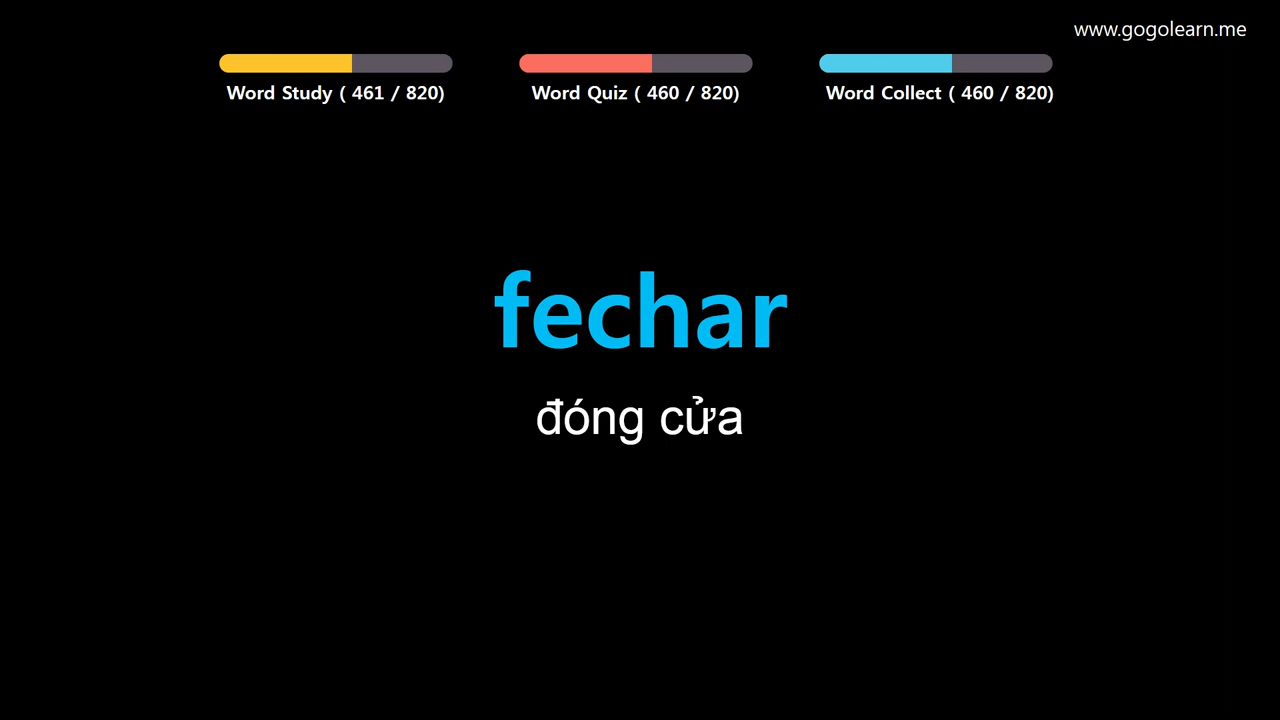 www.gogolearn.me
Word Study ( 461 / 820)
Word Quiz ( 460 / 820)
Word Collect ( 460 / 820)
fechar
đóng cửa